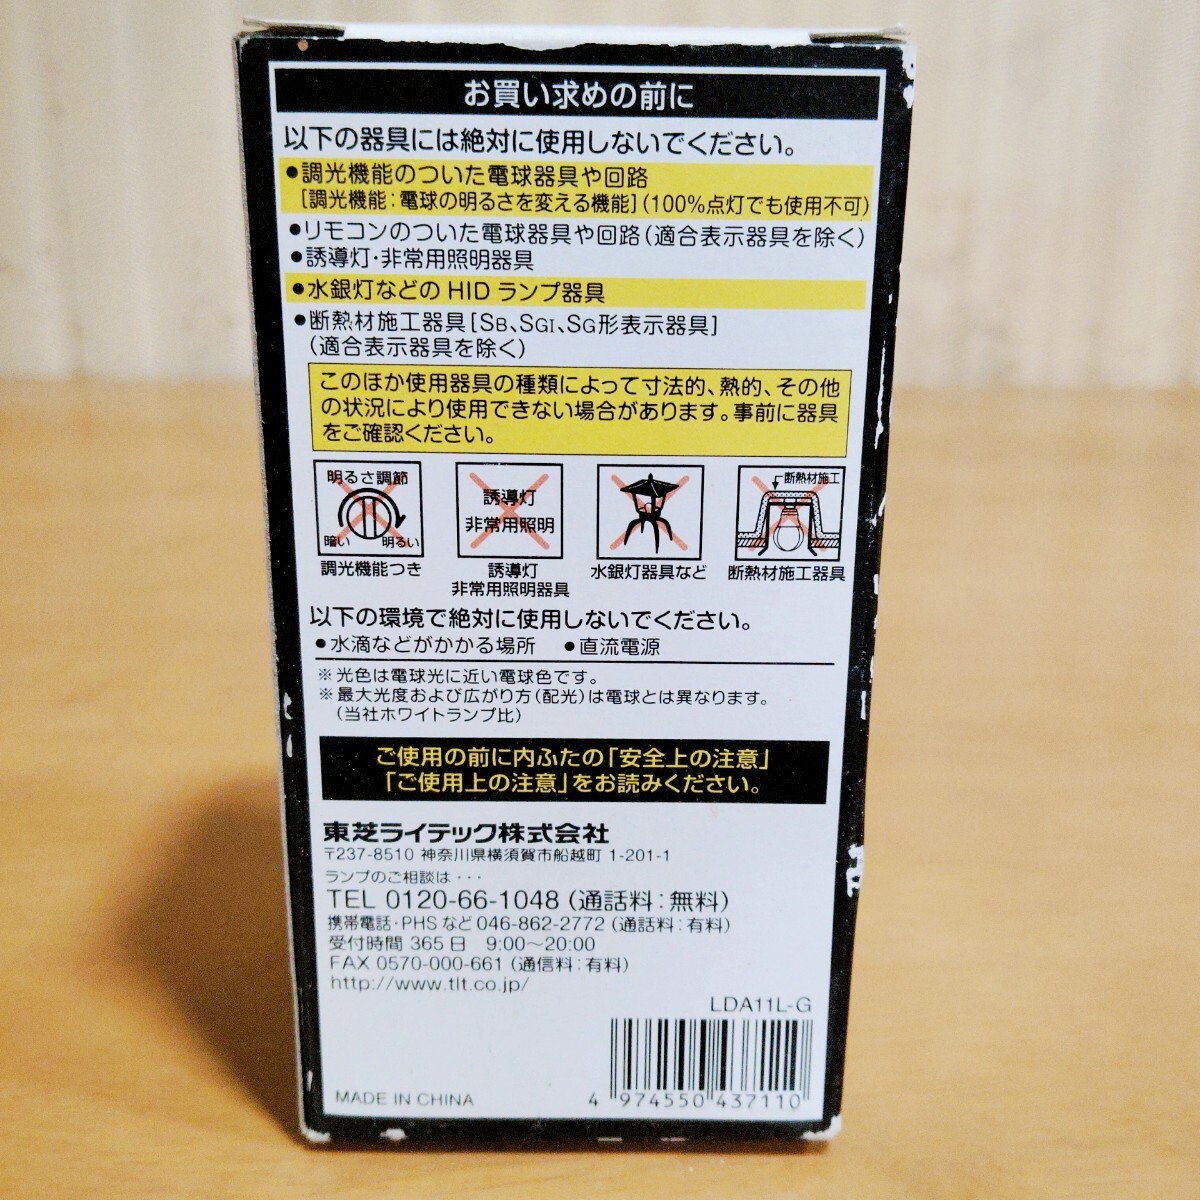 お買い求めの前に
以下の器具には絶対に使用しないでください。
●調光機能のついた電球器具や回路
[調光機能：電球の明るさを変える機能](100%点灯でも使用不可)
●リモコンのついた電球器具や回路(適合表示器具を除く)
●誘導灯・非常用照明器具
●水銀灯などのHIDランプ器具
●断熱材施工器具[SB、SGI、SG形表示器具]
(適合表示器具を除く)
このほか使用器具の種類によって寸法的、熱的、その他
の状況により使用できない場合があります。事前に器具
をご確認ください。
明るさ調節
暗い 明るい
調光機能つき
誘導灯
非常用照明
誘導灯
非常用照明器具
水銀灯器具など
断熱材施工
断熱材施工器具
以下の環境で絶対に使用しないでください。
●水滴などがかかる場所 ●直流電源
※光色は電球光に近い電球色です。
※最大光度および広がり方(配光)は電球とは異なります。
(当社ホワイトランプ比)
ご使用の前に内ふたの「安全上の注意」
「ご使用上の注意」をお読みください。
東芝ライテック株式会社
〒237-8510 神奈川県横須賀市船越町 1-201-1
ランプのご相談は・・・
TEL 0120-66-1048 (通話料：無料)
携帯電話・PHSなど 046-862-2772 (通話料：有料)
受付時間 365日 9:00～20:00
FAX 0570-000-661 (通信料：有料)
http://www.tlt.co.jp/
LDA11L-G
MADE IN CHINA
4 974550 437110